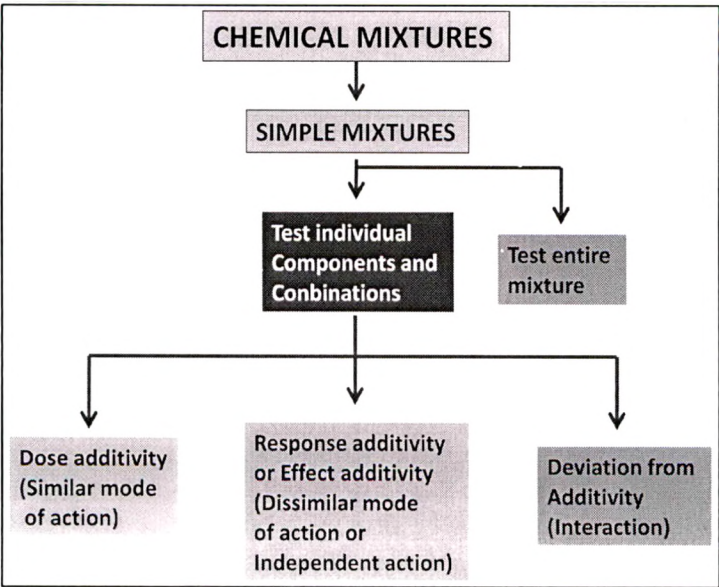 CHEMICAL MIXTURES
SIMPLE MIXTURES
Test individual
Components and
Conbinations
Test entire
mixture
Dose additivity
(Similar mode
of action)
Response additivity
or Effect additivity
(Dissimilar mode
of action or
Independent action)
Deviation from
Additivity
(Interaction)